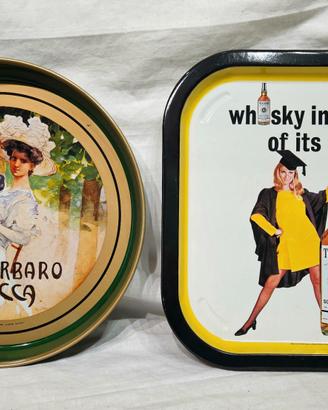 RBARO
CCA
whisky in
of its
T